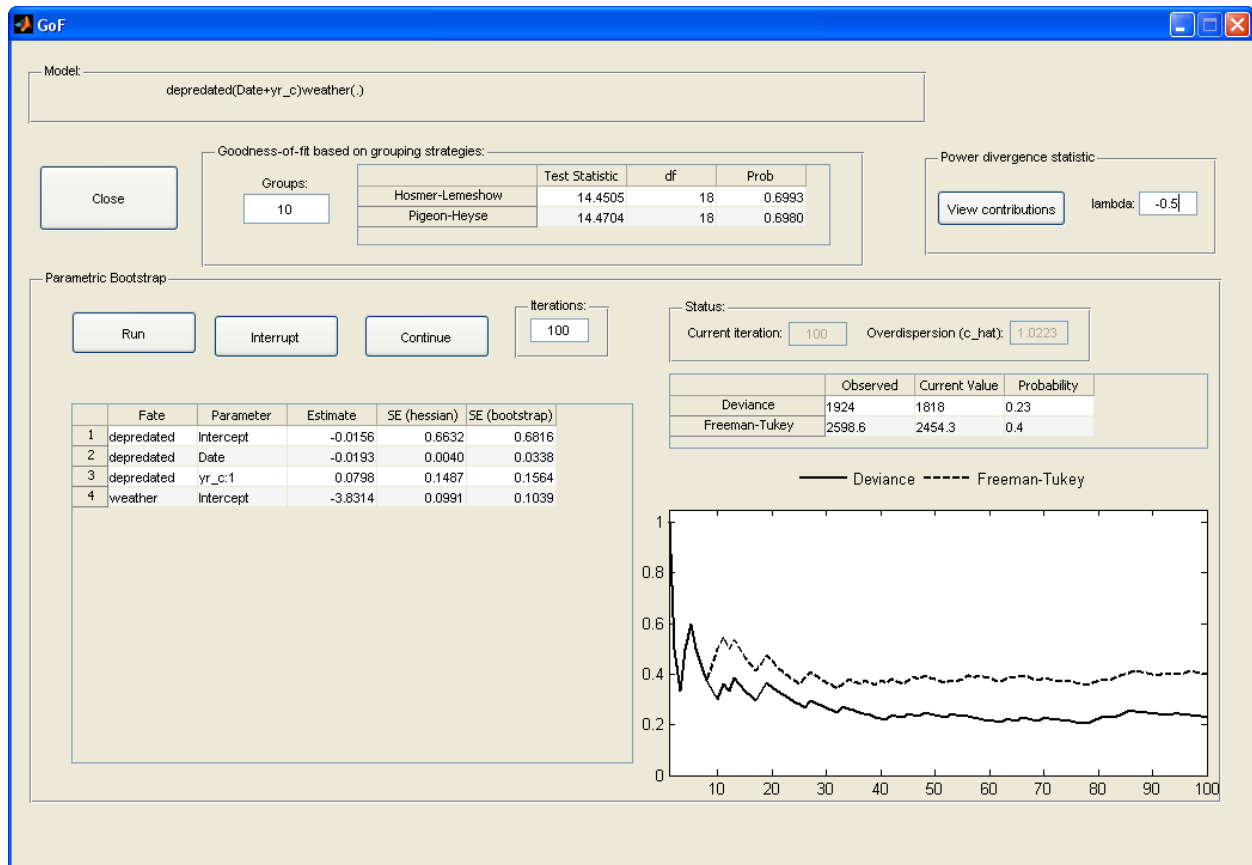 GoF
Model:
depredated(Date+yr_c)weather(.)
Close
Goodness-of-fit based on grouping strategies:
Groups:
10
Test Statistic df Prob
Hosmer-Lemeshow 14.4505 18 0.6993
Pigeon-Heyse 14.4704 18 0.6980
Power divergence statistic
View contributions
lambda: -0.5
Parametric Bootstrap
Run
Interrupt
Continue
Iterations:
100
Status:
Current iteration: 100 Overdispersion (c_hat): 1.0223
Observed Current Value Probability
Deviance 1924 1818 0.23
Freeman-Tukey 2598.6 2454.3 0.4
Fate Parameter Estimate SE (hessian) SE (bootstrap)
1 depredated Intercept -0.0156 0.6632 0.6816
2 depredated Date -0.0193 0.0040 0.0338
3 depredated yr_c:1 0.0798 0.1487 0.1564
4 weather Intercept -3.8314 0.0991 0.1039
Deviance Freeman-Tukey
1
0.8
0.6
0.4
0.2
0
10 20 30 40 50 60 70 80 90 100